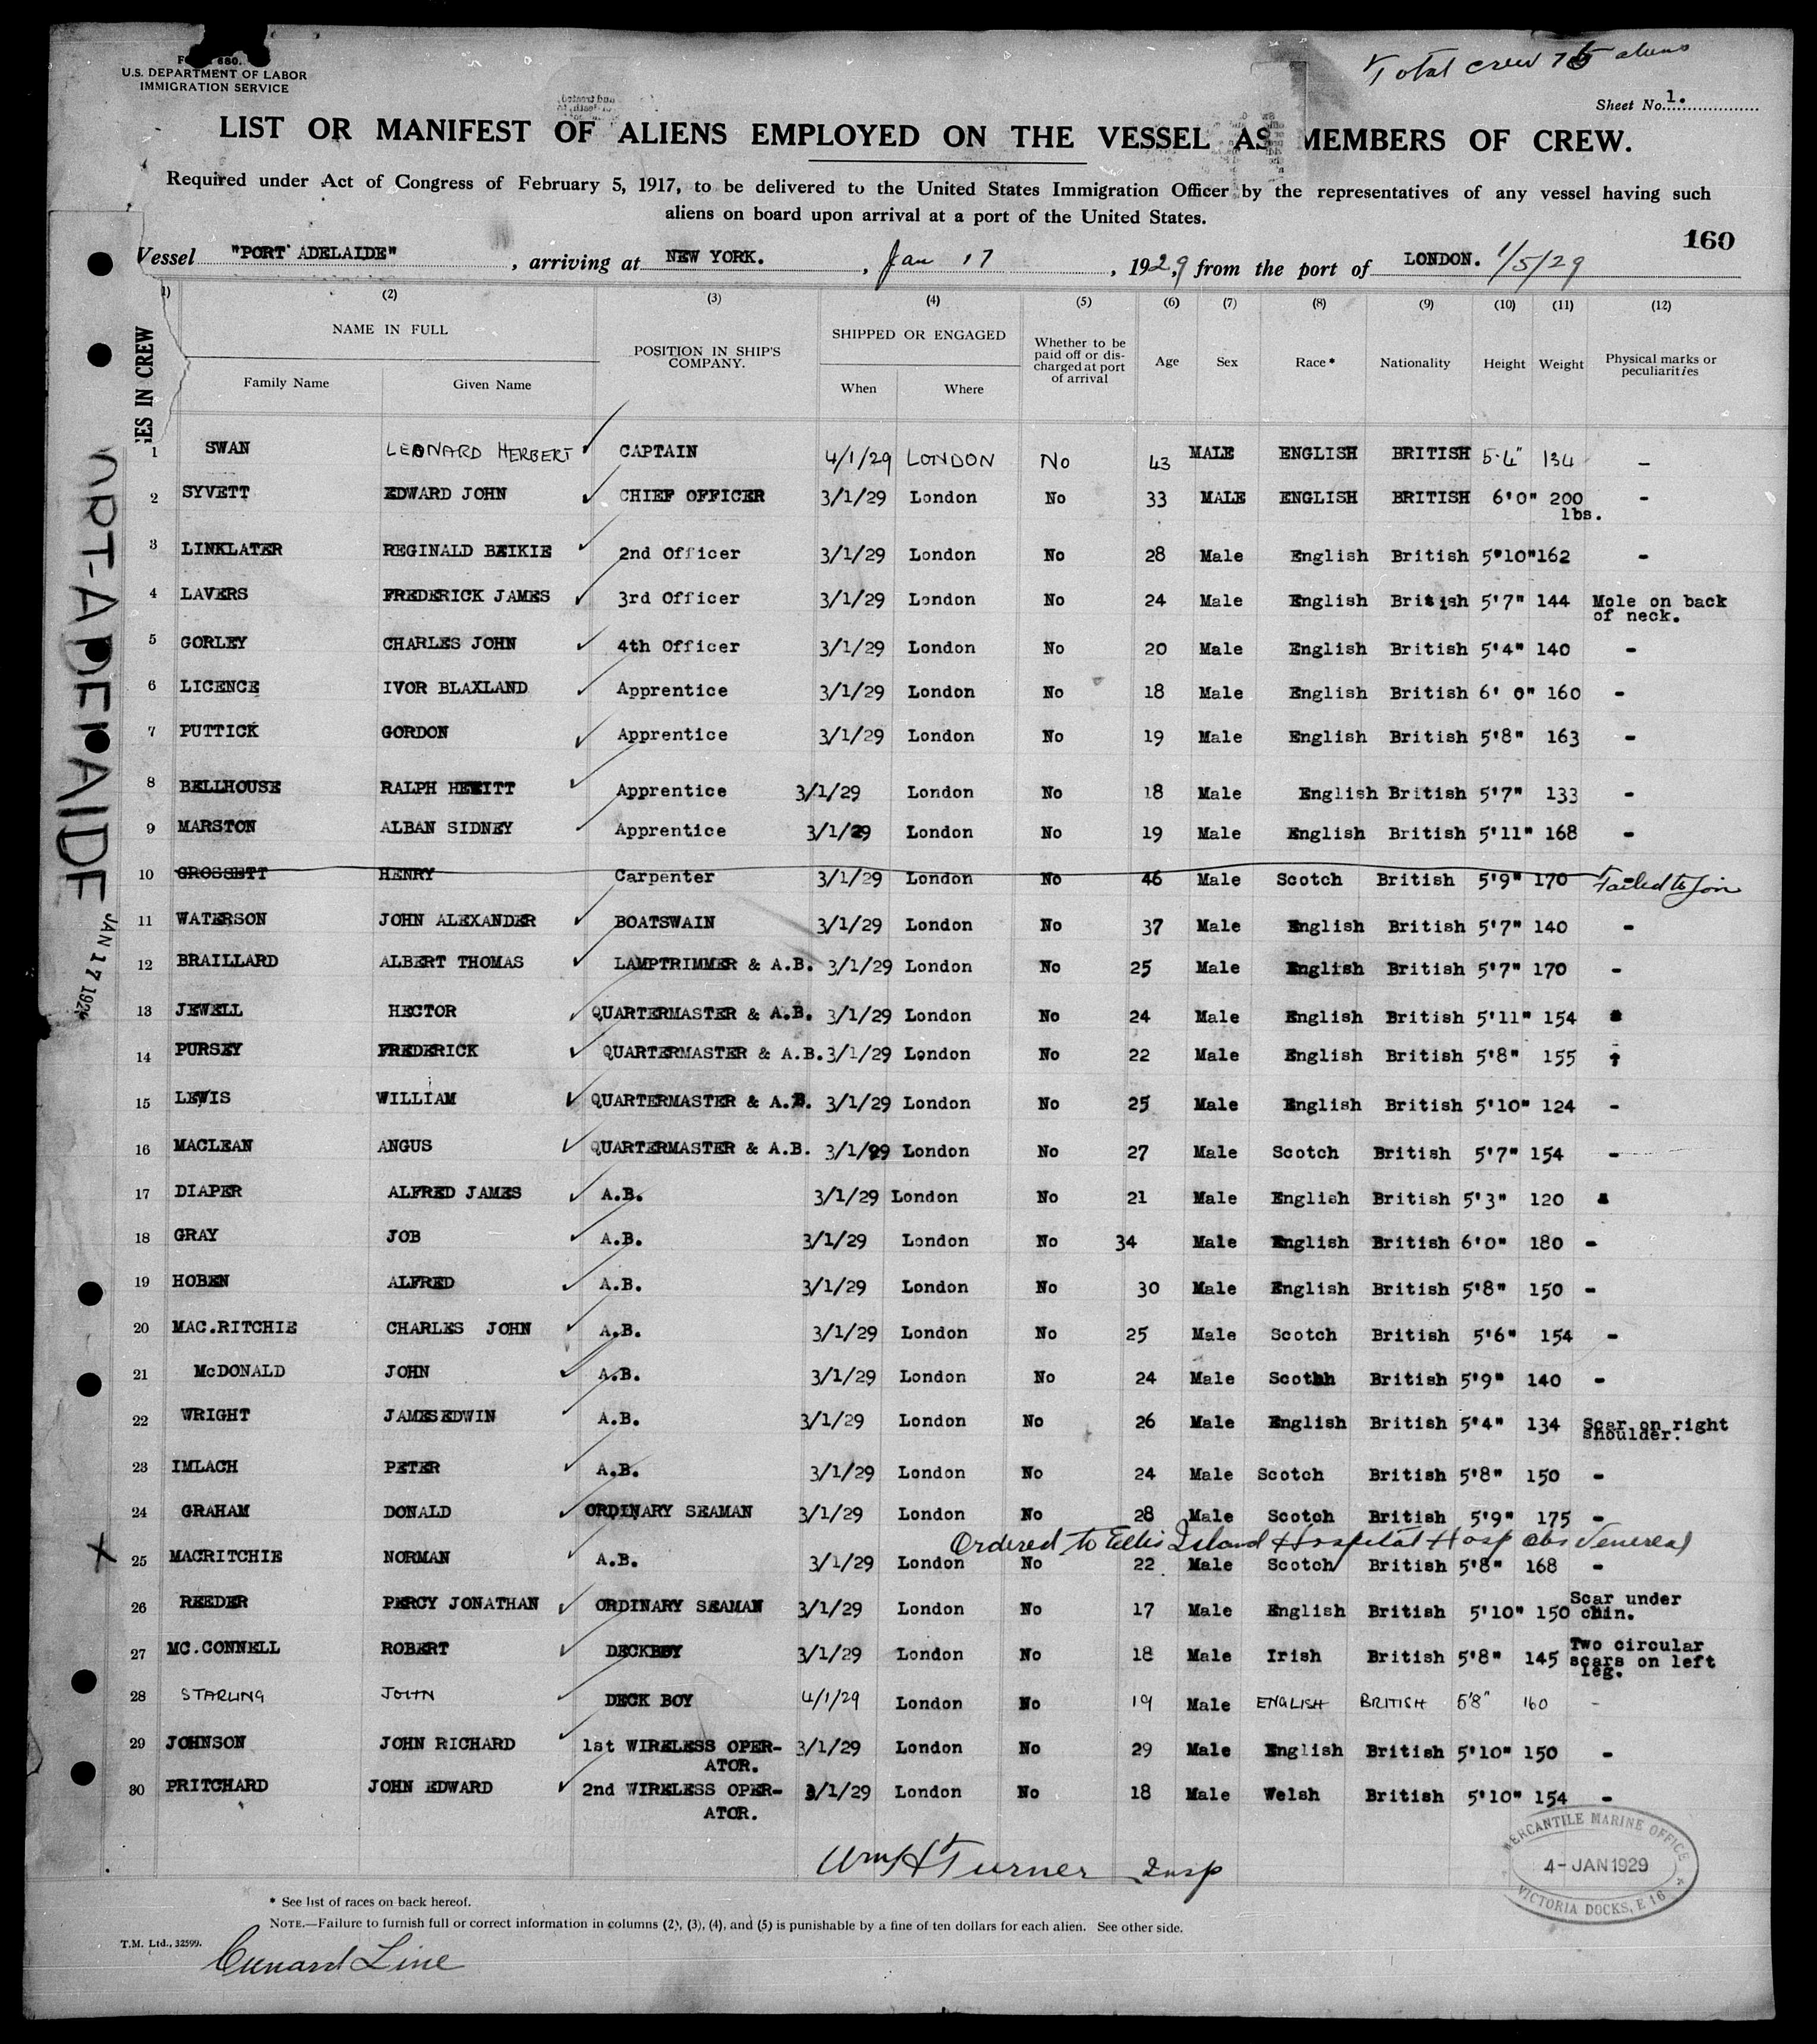 Total crew 75 aliens
FORM 680.
U.S. DEPARTMENT OF LABOR
IMMIGRATION SERVICE
Sheet No. 1.
LIST OR MANIFEST OF ALIENS EMPLOYED ON THE VESSEL AS MEMBERS OF CREW.
Required under Act of Congress of February 5, 1917, to be delivered to the United States Immigration Officer by the representatives of any vessel having such
aliens on board upon arrival at a port of the United States.
160
Vessel "PORT ADELAIDE", arriving at NEW YORK., Jan 17, 1929, from the port of LONDON. 1/5/29
(2) (3) (4) (5) (6) (7) (8) (9) (10) (11) (12)
NAME IN FULL
Family Name Given Name
POSITION IN SHIP'S COMPANY.
SHIPPED OR ENGAGED
When Where
Whether to be paid off or discharged at port of arrival
Age Sex Race* Nationality Height Weight Physical marks or peculiarities
1 SWAN LEONARD HERBERT CAPTAIN 4/1/29 LONDON No 43 MALE ENGLISH BRITISH 5·4" 134 -
2 SYVETT EDWARD JOHN CHIEF OFFICER 3/1/29 London No 33 MALE ENGLISH BRITISH 6'0" 200 lbs. -
3 LINKLATER REGINALD BEIKIE 2nd Officer 3/1/29 London No 28 Male English British 5'10" 162 -
4 LAVERS FREDERICK JAMES 3rd Officer 3/1/29 London No 24 Male English British 5'7" 144 Mole on back of neck.
5 GORLEY CHARLES JOHN 4th Officer 3/1/29 London No 20 Male English British 5'4" 140 -
6 LICENCE IVOR BLAXLAND Apprentice 3/1/29 London No 18 Male English British 6' 0" 160 -
7 PUTTICK GORDON Apprentice 3/1/29 London No 19 Male English British 5'8" 163 -
8 BELLHOUSE RALPH HEWITT Apprentice 3/1/29 London No 18 Male English British 5'7" 133 -
9 MARSTON ALBAN SIDNEY Apprentice 3/1/29 London No 19 Male English British 5'11" 168 -
10 GROSSETT HENRY Carpenter 3/1/29 London No 46 Male Scotch British 5'9" 170 Failed to join
11 WATERSON JOHN ALEXANDER BOATSWAIN 3/1/29 London No 37 Male English British 5'7" 140 -
12 BRAILLARD ALBERT THOMAS LAMPTRIMMER & A.B. 3/1/29 London No 25 Male English British 5'7" 170 -
13 JEWELL HECTOR QUARTERMASTER & A.B. 3/1/29 London No 24 Male English British 5'11" 154
14 PURSEY FREDERICK QUARTERMASTER & A.B. 3/1/29 London No 22 Male English British 5'8" 155
15 LEWIS WILLIAM QUARTERMASTER & A.B. 3/1/29 London No 25 Male English British 5'10" 124 -
16 MACLEAN ANGUS QUARTERMASTER & A.B. 3/1/29 London No 27 Male Scotch British 5'7" 154 -
17 DIAPER ALFRED JAMES A.B. 3/1/29 London No 21 Male English British 5'3" 120
18 GRAY JOB A.B. 3/1/29 London No 34 Male English British 6'0" 180 -
19 HOBEN ALFRED A.B. 3/1/29 London No 30 Male English British 5'8" 150 -
20 MAC.RITCHIE CHARLES JOHN A.B. 3/1/29 London No 25 Male Scotch British 5'6" 154 -
21 McDONALD JOHN A.B. 3/1/29 London No 24 Male Scotch British 5'9" 140 -
22 WRIGHT JAMES EDWIN A.B. 3/1/29 London No 26 Male English British 5'4" 134 Scar on right shoulder.
23 IMLACH PETER A.B. 3/1/29 London No 24 Male Scotch British 5'8" 150 -
24 GRAHAM DONALD ORDINARY SEAMAN 3/1/29 London No 28 Male Scotch British 5'9" 175 -
Ordered to Ellis Island Hospital Hosp obs Venereal
X 25 MACRITCHIE NORMAN A.B. 3/1/29 London No 22 Male Scotch British 5'8" 168 -
26 REEDER PERCY JONATHAN ORDINARY SEAMAN 3/1/29 London No 17 Male English British 5'10" 150 Scar under chin.
27 MC.CONNELL ROBERT DECKBOY 3/1/29 London No 18 Male Irish British 5'8" 145 Two circular scars on left leg.
28 STARLING JOHN DECK BOY 4/1/29 London No 19 Male ENGLISH BRITISH 5'8" 160 -
29 JOHNSON JOHN RICHARD 1st WIRELESS OPERATOR. 3/1/29 London No 29 Male English British 5'10" 150 -
30 PRITCHARD JOHN EDWARD 2nd WIRELESS OPERATOR. 3/1/29 London No 18 Male Welsh British 5'10" 154 -
Wm H Turner Insp
MERCANTILE MARINE OFFICE
4-JAN 1929
VICTORIA DOCKS, E 16
* See list of races on back hereof.
NOTE.—Failure to furnish full or correct information in columns (2), (3), (4), and (5) is punishable by a fine of ten dollars for each alien. See other side.
T.M. Ltd., 32599.
Cunard Line
ES IN CREW
PORT-ADELAIDE
JAN 17 192